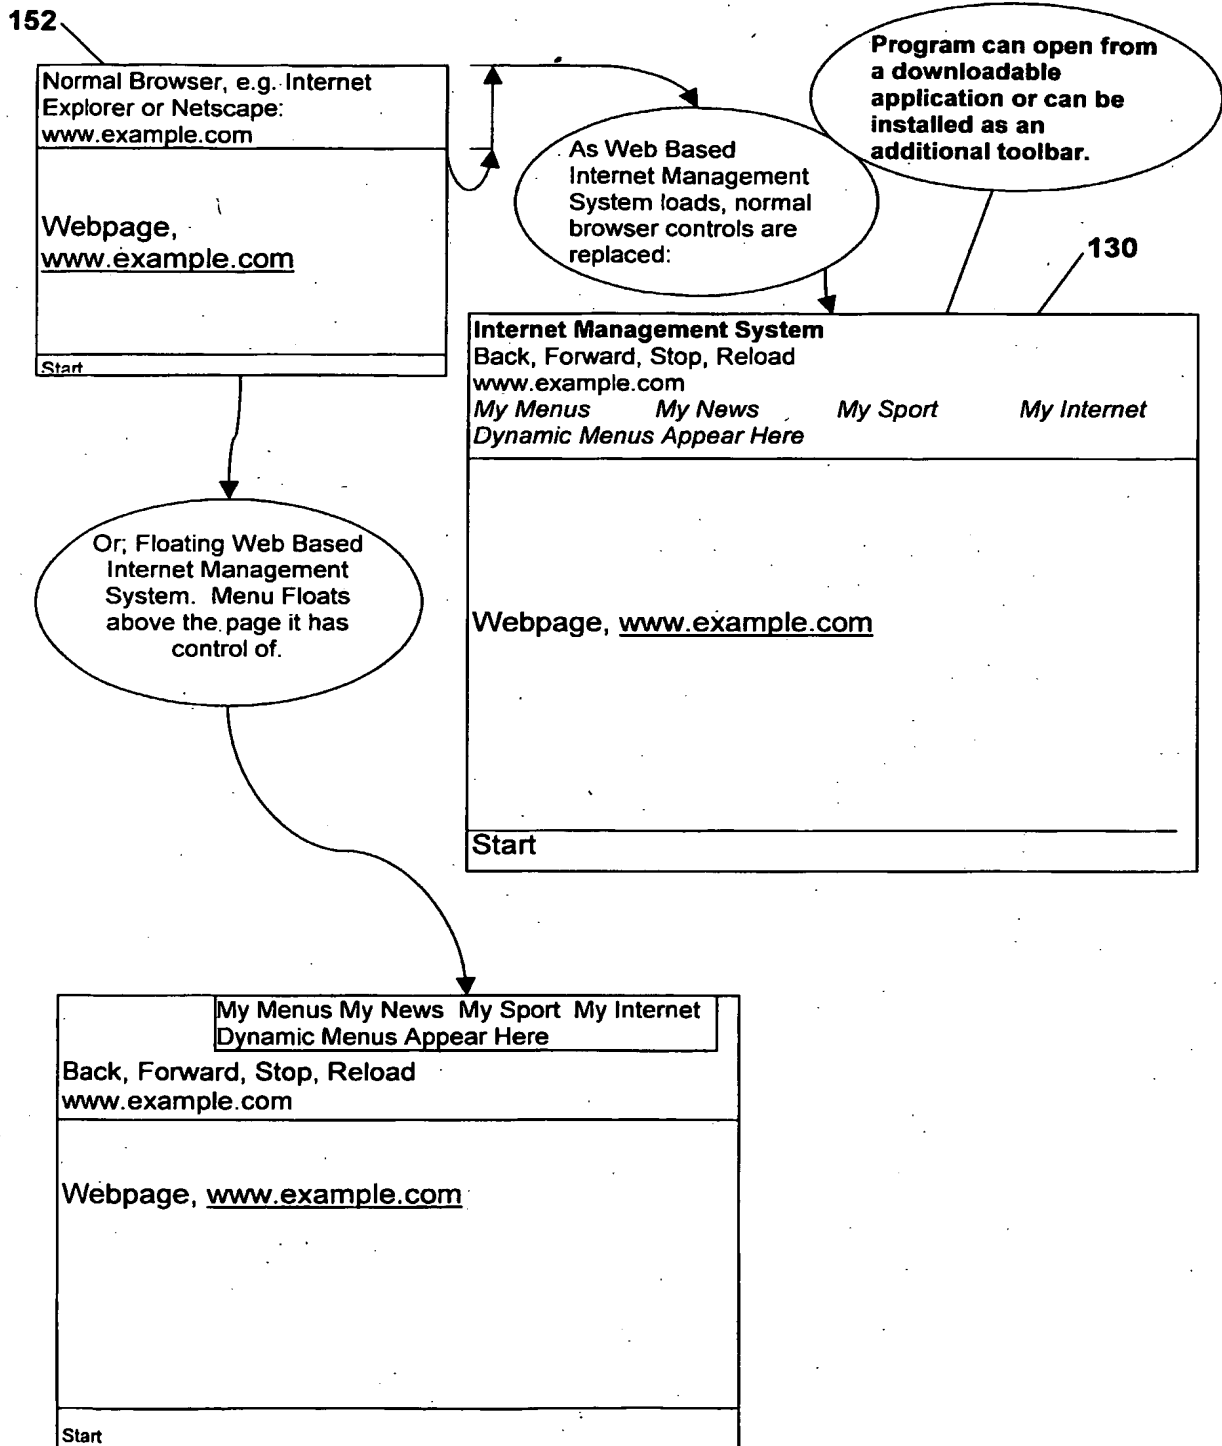 152
Normal Browser, e.g. Internet
Explorer or Netscape:
www.example.com
Webpage,
www.example.com
Start
Program can open from
a downloadable
application or can be
installed as an
additional toolbar.
As Web Based
Internet Management
System loads, normal
browser controls are
replaced:
130
Internet Management System
Back, Forward, Stop, Reload
www.example.com
My Menus My News My Sport My Internet
Dynamic Menus Appear Here
Webpage, www.example.com
Start
Or; Floating Web Based
Internet Management
System. Menu Floats
above the page it has
control of.
My Menus My News My Sport My Internet
Dynamic Menus Appear Here
Back, Forward, Stop, Reload
www.example.com
Webpage, www.example.com
Start